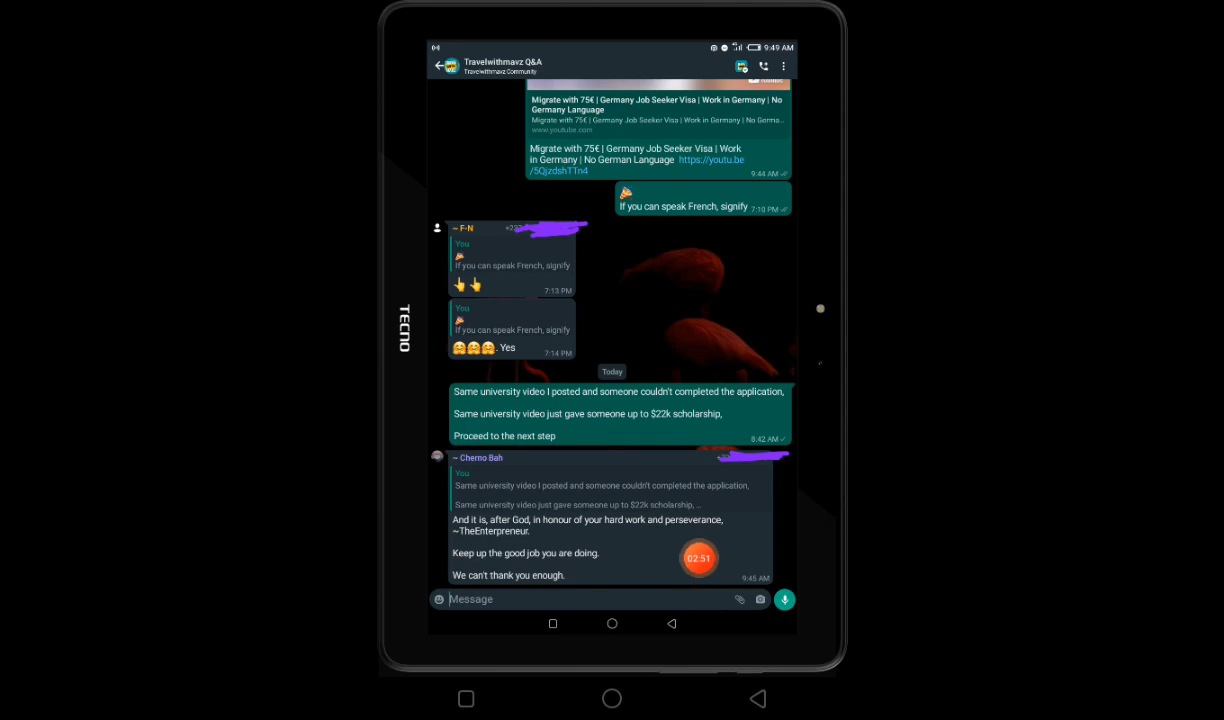 9:49 AM
Travelwithmavz Q&A
Travelwithmavz Community
Migrate with 75€ | Germany Job Seeker Visa | Work in Germany | No
Germany Language
Migrate with 75€ | Germany Job Seeker Visa | Work in Germany | No Germa...
www.youtube.com
Migrate with 75€ | Germany Job Seeker Visa | Work
in Germany | No German Language https://youtu.be
/5QjzdshTTn4
9:44 AM
🎉
If you can speak French, signify 7:10 PM
~ F-N
You
🎉
If you can speak French, signify
👆👆
7:13 PM
You
🎉
If you can speak French, signify
🤗🤗🤗. Yes
7:14 PM
TECNO
Today
Same university video I posted and someone couldn't completed the application,
Same university video just gave someone up to $22k scholarship,
Proceed to the next step
8:42 AM
~ Cherno Bah
You
Same university video I posted and someone couldn't completed the application,
Same university video just gave someone up to $22k scholarship, ...
And it is, after God, in honour of your hard work and perseverance,
~TheEnterpreneur.
Keep up the good job you are doing.
02:51
We can't thank you enough.
9:45 AM
Message